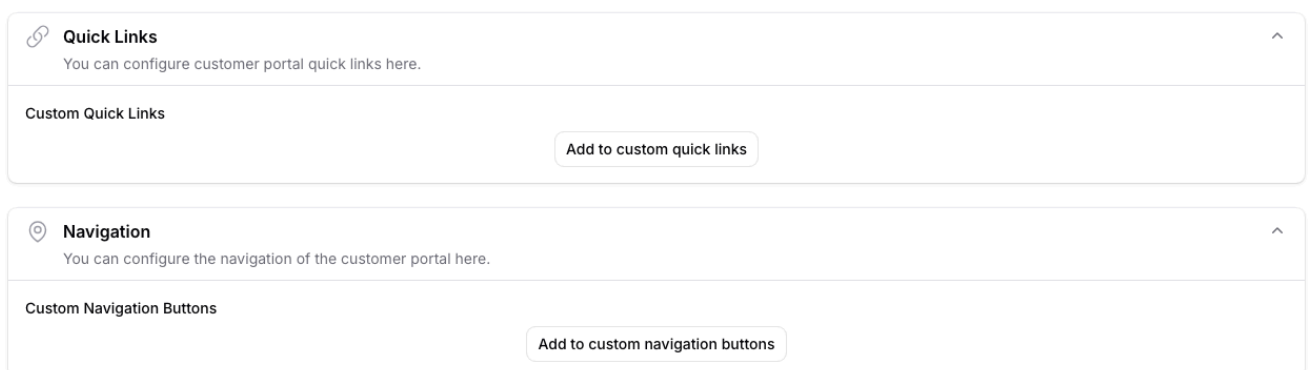 Quick Links
You can configure customer portal quick links here.
Custom Quick Links
Add to custom quick links
Navigation
You can configure the navigation of the customer portal here.
Custom Navigation Buttons
Add to custom navigation buttons